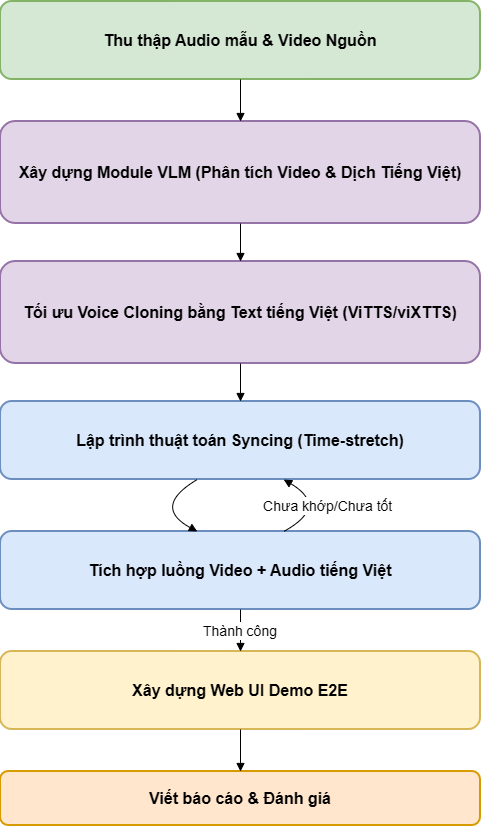 Thu thập Audio mẫu & Video Nguồn
Xây dựng Module VLM (Phân tích Video & Dịch Tiếng Việt)
Tối ưu Voice Cloning bằng Text tiếng Việt (ViTTS/viXTTS)
Lập trình thuật toán Syncing (Time-stretch)
Chưa khớp/Chưa tốt
Tích hợp luồng Video + Audio tiếng Việt
Thành công
Xây dựng Web UI Demo E2E
Viết báo cáo & Đánh giá